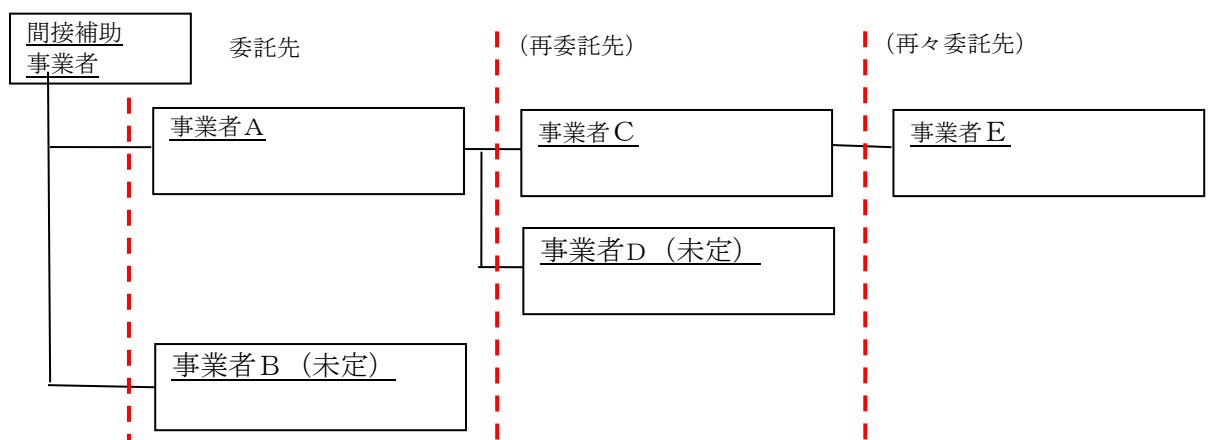 間接補助
事業者
委託先
(再委託先)
(再々委託先)
事業者A
事業者C
事業者E
事業者D（未定）
事業者B（未定）